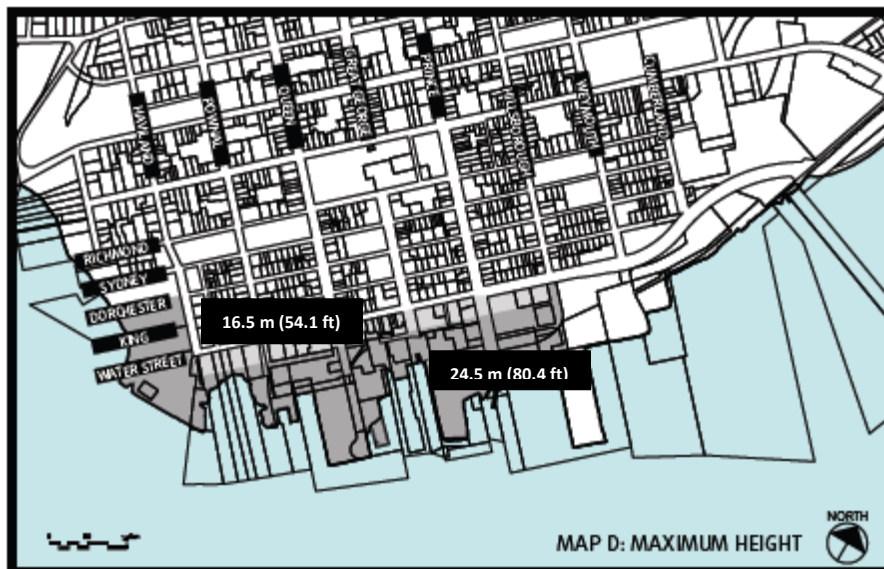 MAITLAND
POWNAL
QUEEN
GREAT GEORGE
PRINCE
HILLSBOROUGH
WEYMOUTH
CUMBERLAND
RICHMOND
SYDNEY
DORCHESTER
KING
WATER STREET
16.5 m (54.1 ft)
24.5 m (80.4 ft)
MAP D: MAXIMUM HEIGHT
NORTH